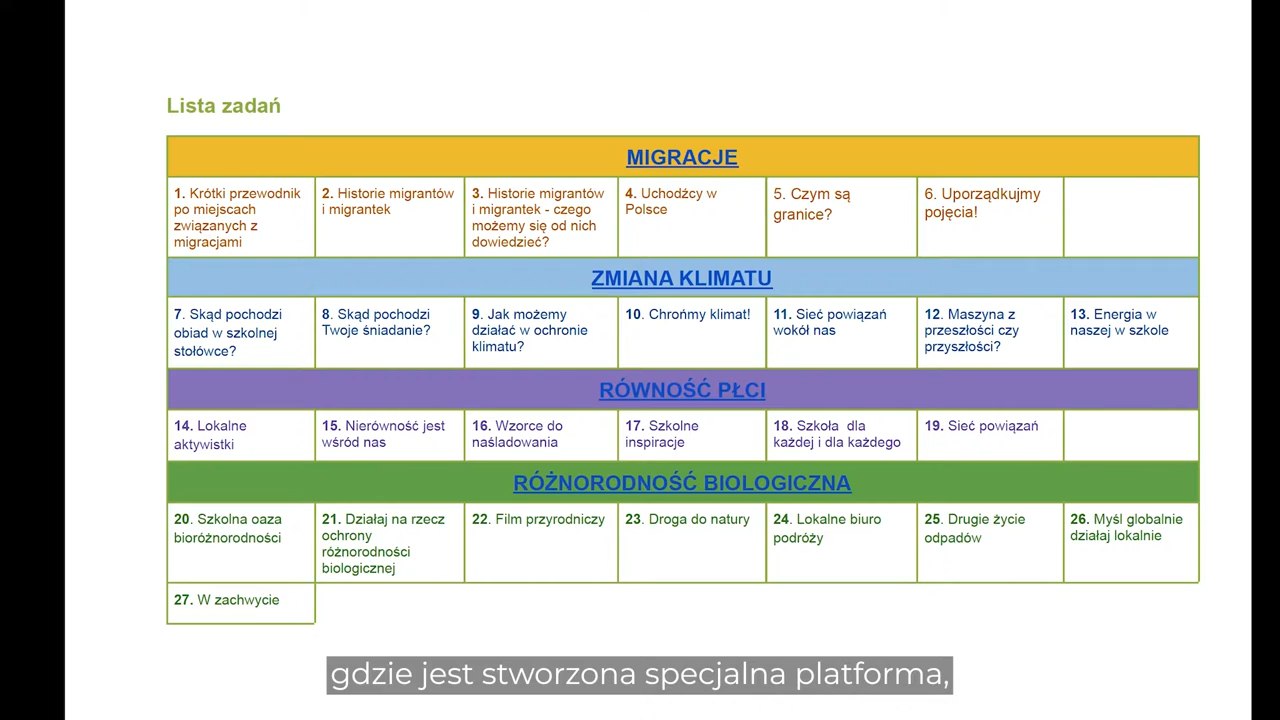 Lista zadań
MIGRACJE
1. Krótki przewodnik
po miejscach
związanych z
migracjami
2. Historie migrantów
i migrantek
3. Historie migrantów
i migrantek - czego
możemy się od nich
dowiedzieć?
4. Uchodźcy w
Polsce
5. Czym są
granice?
6. Uporządkujmy
pojęcia!
ZMIANA KLIMATU
7. Skąd pochodzi
obiad w szkolnej
stołówce?
8. Skąd pochodzi
Twoje śniadanie?
9. Jak możemy
działać w ochronie
klimatu?
10. Chrońmy klimat!
11. Sieć powiązań
wokół nas
12. Maszyna z
przeszłości czy
przyszłości?
13. Energia w
naszej w szkole
RÓWNOŚĆ PŁCI
14. Lokalne
aktywistki
15. Nierówność jest
wśród nas
16. Wzorce do
naśladowania
17. Szkolne
inspiracje
18. Szkoła dla
każdej i dla każdego
19. Sieć powiązań
RÓŻNORODNOŚĆ BIOLOGICZNA
20. Szkolna oaza
bioróżnorodności
21. Działaj na rzecz
ochrony
różnorodności
biologicznej
22. Film przyrodniczy
23. Droga do natury
24. Lokalne biuro
podróży
25. Drugie życie
odpadów
26. Myśl globalnie
działaj lokalnie
27. W zachwycie
gdzie jest stworzona specjalna platforma,